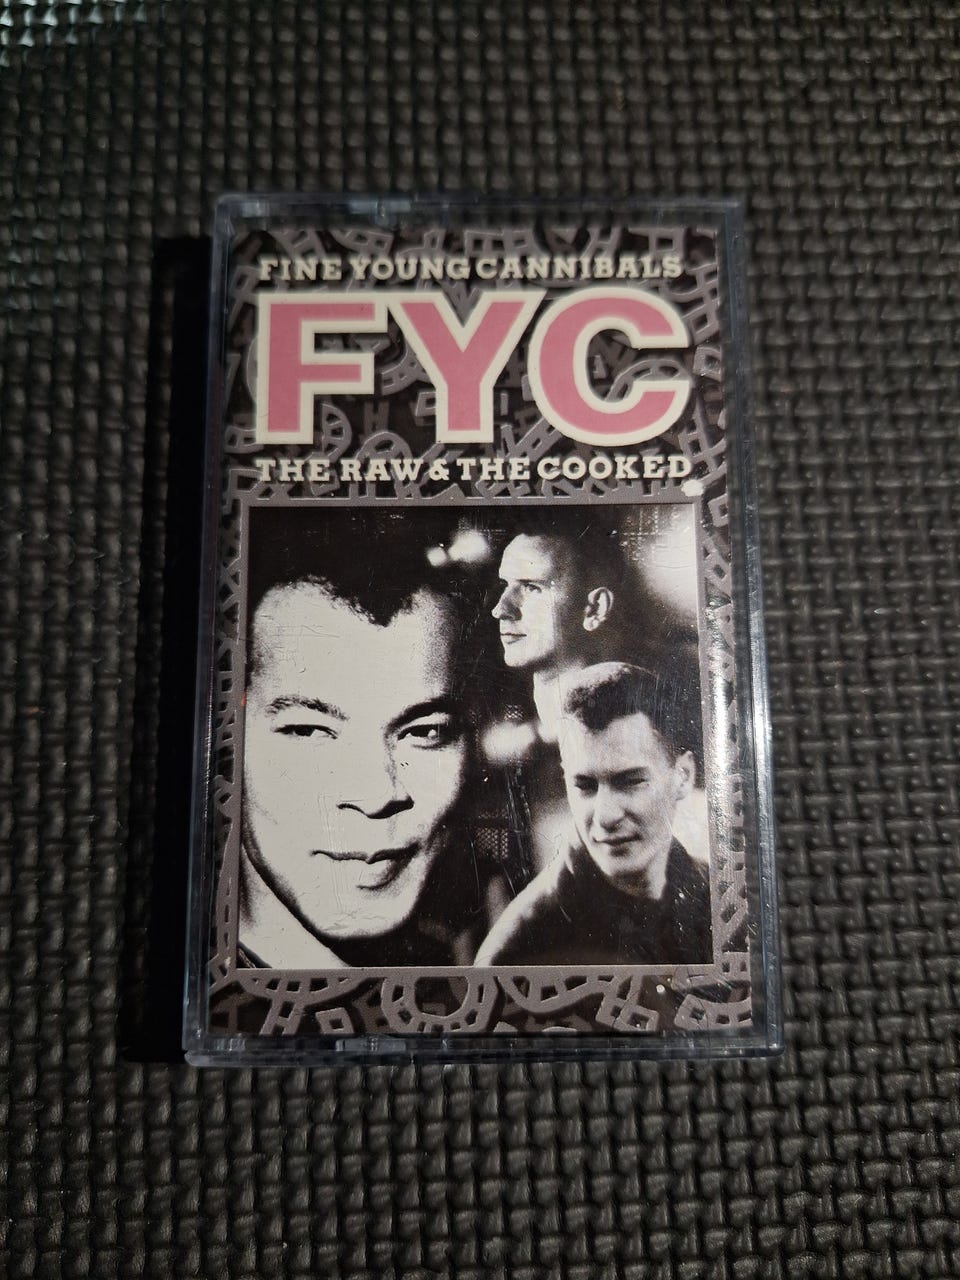 FINE YOUNG CANNIBALS
FYC
THE RAW & THE COOKED